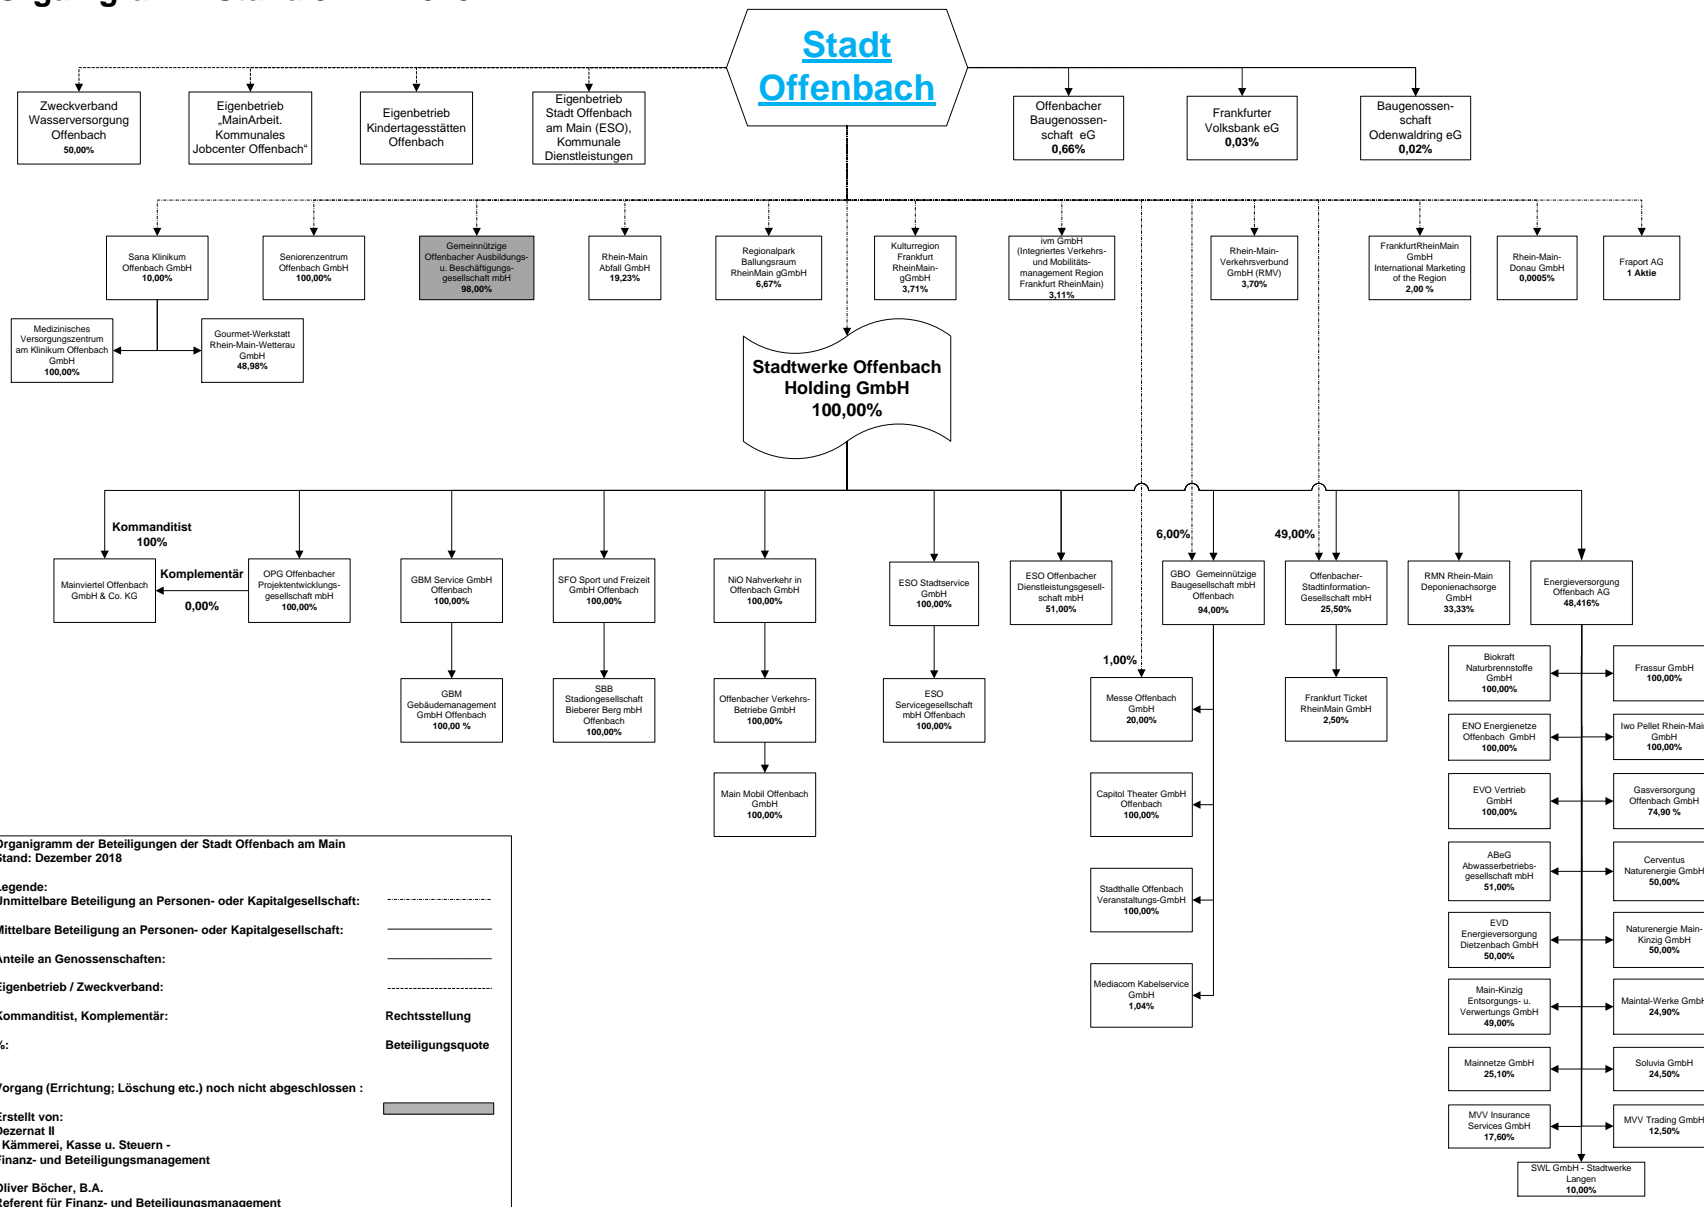 Stadt
Offenbach
Zweckverband
Wasserversorgung
Offenbach
50,00%
Eigenbetrieb
„MainArbeit.
Kommunales
Jobcenter Offenbach“
Eigenbetrieb
Kindertagesstätten
Offenbach
Eigenbetrieb
Stadt Offenbach
am Main (ESO),
Kommunale
Dienstleistungen
Offenbacher
Baugenossen-
schaft eG
0,66%
Frankfurter
Volksbank eG
0,03%
Baugenossen-
schaft
Odenwaldring eG
0,02%
Sana Klinikum
Offenbach GmbH
10,00%
Seniorenzentrum
Offenbach GmbH
100,00%
Gemeinnützige
Offenbacher Ausbildungs-
u. Beschäftigungs-
gesellschaft mbH
98,00%
Rhein-Main
Abfall GmbH
19,23%
Regionalpark
Ballungsraum
RheinMain gGmbH
6,67%
Kulturregion
Frankfurt
RheinMain-
gGmbH
3,71%
ivm GmbH
(Integriertes Verkehrs-
und Mobilitäts-
management Region
Frankfurt RheinMain)
3,11%
Rhein-Main-
Verkehrsverbund
GmbH (RMV)
3,70%
FrankfurtRheinMain
GmbH
International Marketing
of the Region
2,00 %
Rhein-Main-
Donau GmbH
0,0005%
Fraport AG
1 Aktie
Medizinisches
Versorgungszentrum
am Klinikum Offenbach
GmbH
100,00%
Gourmet-Werkstatt
Rhein-Main-Wetterau
GmbH
48,98%
Stadtwerke Offenbach
Holding GmbH
100,00%
Kommanditist
100%
6,00%
49,00%
Mainviertel Offenbach
GmbH & Co. KG
Komplementär
0,00%
OPG Offenbacher
Projektentwicklungs-
gesellschaft mbH
100,00%
GBM Service GmbH
Offenbach
100,00%
SFO Sport und Freizeit
GmbH Offenbach
100,00%
NiO Nahverkehr in
Offenbach GmbH
100,00%
ESO Stadtservice
GmbH
100,00%
ESO Offenbacher
Dienstleistungsgesell-
schaft mbH
51,00%
GBO Gemeinnützige
Baugesellschaft mbH
Offenbach
94,00%
Offenbacher-
Stadtinformation-
Gesellschaft mbH
25,50%
RMN Rhein-Main
Deponienachsorge
GmbH
33,33%
Energieversorgung
Offenbach AG
48,416%
GBM
Gebäudemanagement
GmbH Offenbach
100,00 %
SBB
Stadiongesellschaft
Bieberer Berg mbH
Offenbach
100,00%
Offenbacher Verkehrs-
Betriebe GmbH
100,00%
ESO
Servicegesellschaft
mbH Offenbach
100,00%
1,00%
Messe Offenbach
GmbH
20,00%
Frankfurt Ticket
RheinMain GmbH
2,50%
Main Mobil Offenbach
GmbH
100,00%
Capitol Theater GmbH
Offenbach
100,00%
Stadthalle Offenbach
Veranstaltungs-GmbH
100,00%
Mediacom Kabelservice
GmbH
1,04%
Biokraft
Naturbrennstoffe
GmbH
100,00%
Frassur GmbH
100,00%
ENO Energienetze
Offenbach GmbH
100,00%
Iwo Pellet Rhein-Main
GmbH
100,00%
EVO Vertrieb
GmbH
100,00%
Gasversorgung
Offenbach GmbH
74,90 %
ABeG
Abwasserbetriebs-
gesellschaft mbH
51,00%
Cerventus
Naturenergie GmbH
50,00%
EVD
Energieversorgung
Dietzenbach GmbH
50,00%
Naturenergie Main-
Kinzig GmbH
50,00%
Main-Kinzig
Entsorgungs- u.
Verwertungs GmbH
49,00%
Maintal-Werke GmbH
24,90%
Mainnetze GmbH
25,10%
Soluvia GmbH
24,50%
MVV Insurance
Services GmbH
17,60%
MVV Trading GmbH
12,50%
SWL GmbH - Stadtwerke
Langen
10,00%
Organigramm der Beteiligungen der Stadt Offenbach am Main
Stand: Dezember 2018
Legende:
Unmittelbare Beteiligung an Personen- oder Kapitalgesellschaft:
Mittelbare Beteiligung an Personen- oder Kapitalgesellschaft:
Anteile an Genossenschaften:
Eigenbetrieb / Zweckverband:
Kommanditist, Komplementär: Rechtsstellung
%: Beteiligungsquote
Vorgang (Errichtung; Löschung etc.) noch nicht abgeschlossen :
Erstellt von:
Dezernat II
Kämmerei, Kasse u. Steuern -
Finanz- und Beteiligungsmanagement
Oliver Böcher, B.A.
Referent für Finanz- und Beteiligungsmanagement